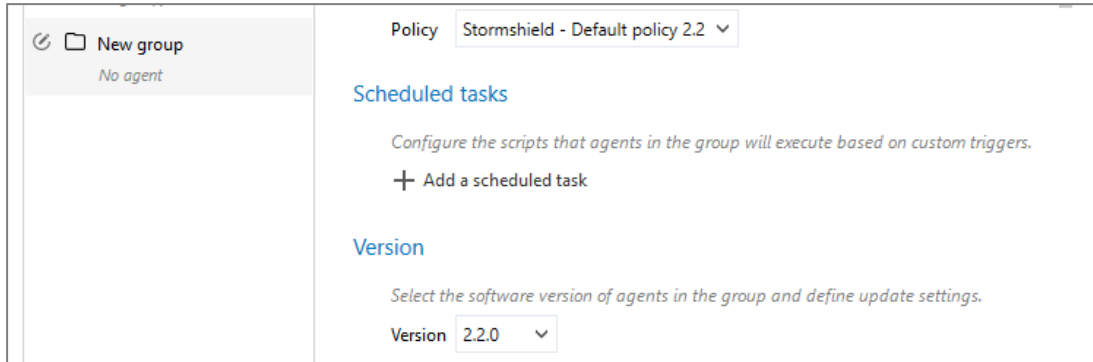 New group
No agent
Policy Stormshield - Default policy 2.2
Scheduled tasks
Configure the scripts that agents in the group will execute based on custom triggers.
Add a scheduled task
Version
Select the software version of agents in the group and define update settings.
Version 2.2.0